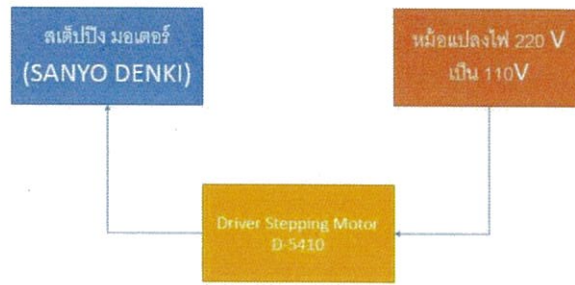 สเต็ปปิง มอเตอร์
(SANYO DENKI)
หม้อแปลงไฟ 220 V
เป็น 110V
Driver Stepping Motor
D-5410